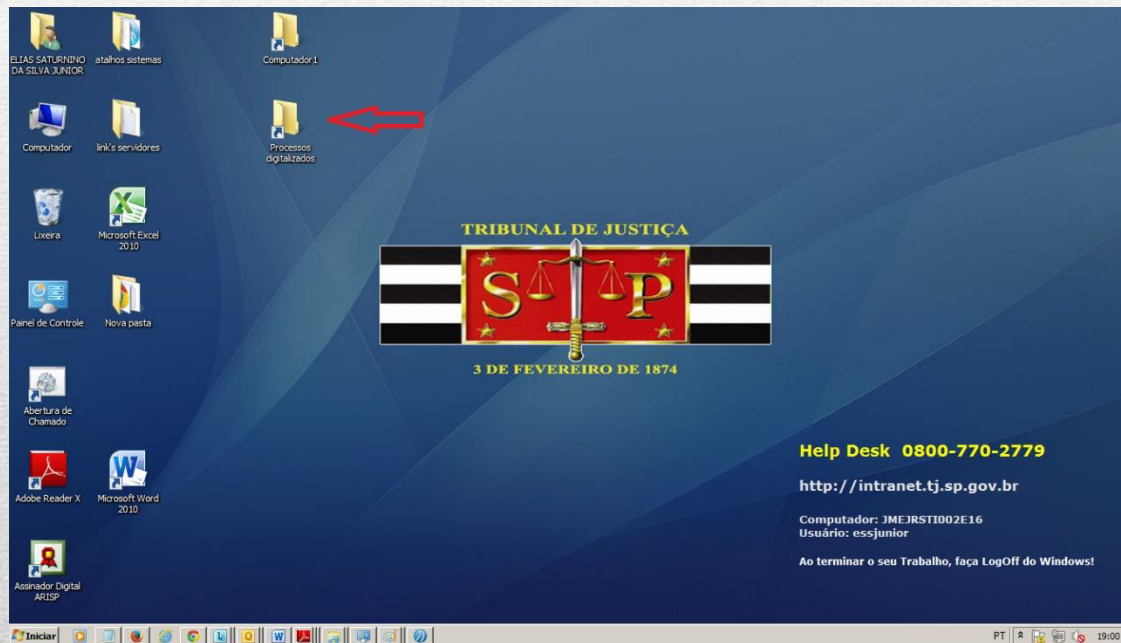 ELIAS SATURNINO
DA SILVA JUNIOR
atalhos sistemas
Computador1
Computador
link's servidores
Processos
digitalizados
Lixeira
Microsoft Excel
2010
Painel de Controle
Nova pasta
Abertura de
Chamado
Adobe Reader X
Microsoft Word
2010
Assinador Digital
ARISP
TRIBUNAL DE JUSTIÇA
S P
3 DE FEVEREIRO DE 1874
Help Desk 0800-770-2779
http://intranet.tj.sp.gov.br
Computador: JMEJRSTI002E16
Usuário: essjunior
Ao terminar o seu Trabalho, faça LogOff do Windows!
Iniciar
PT
19:00